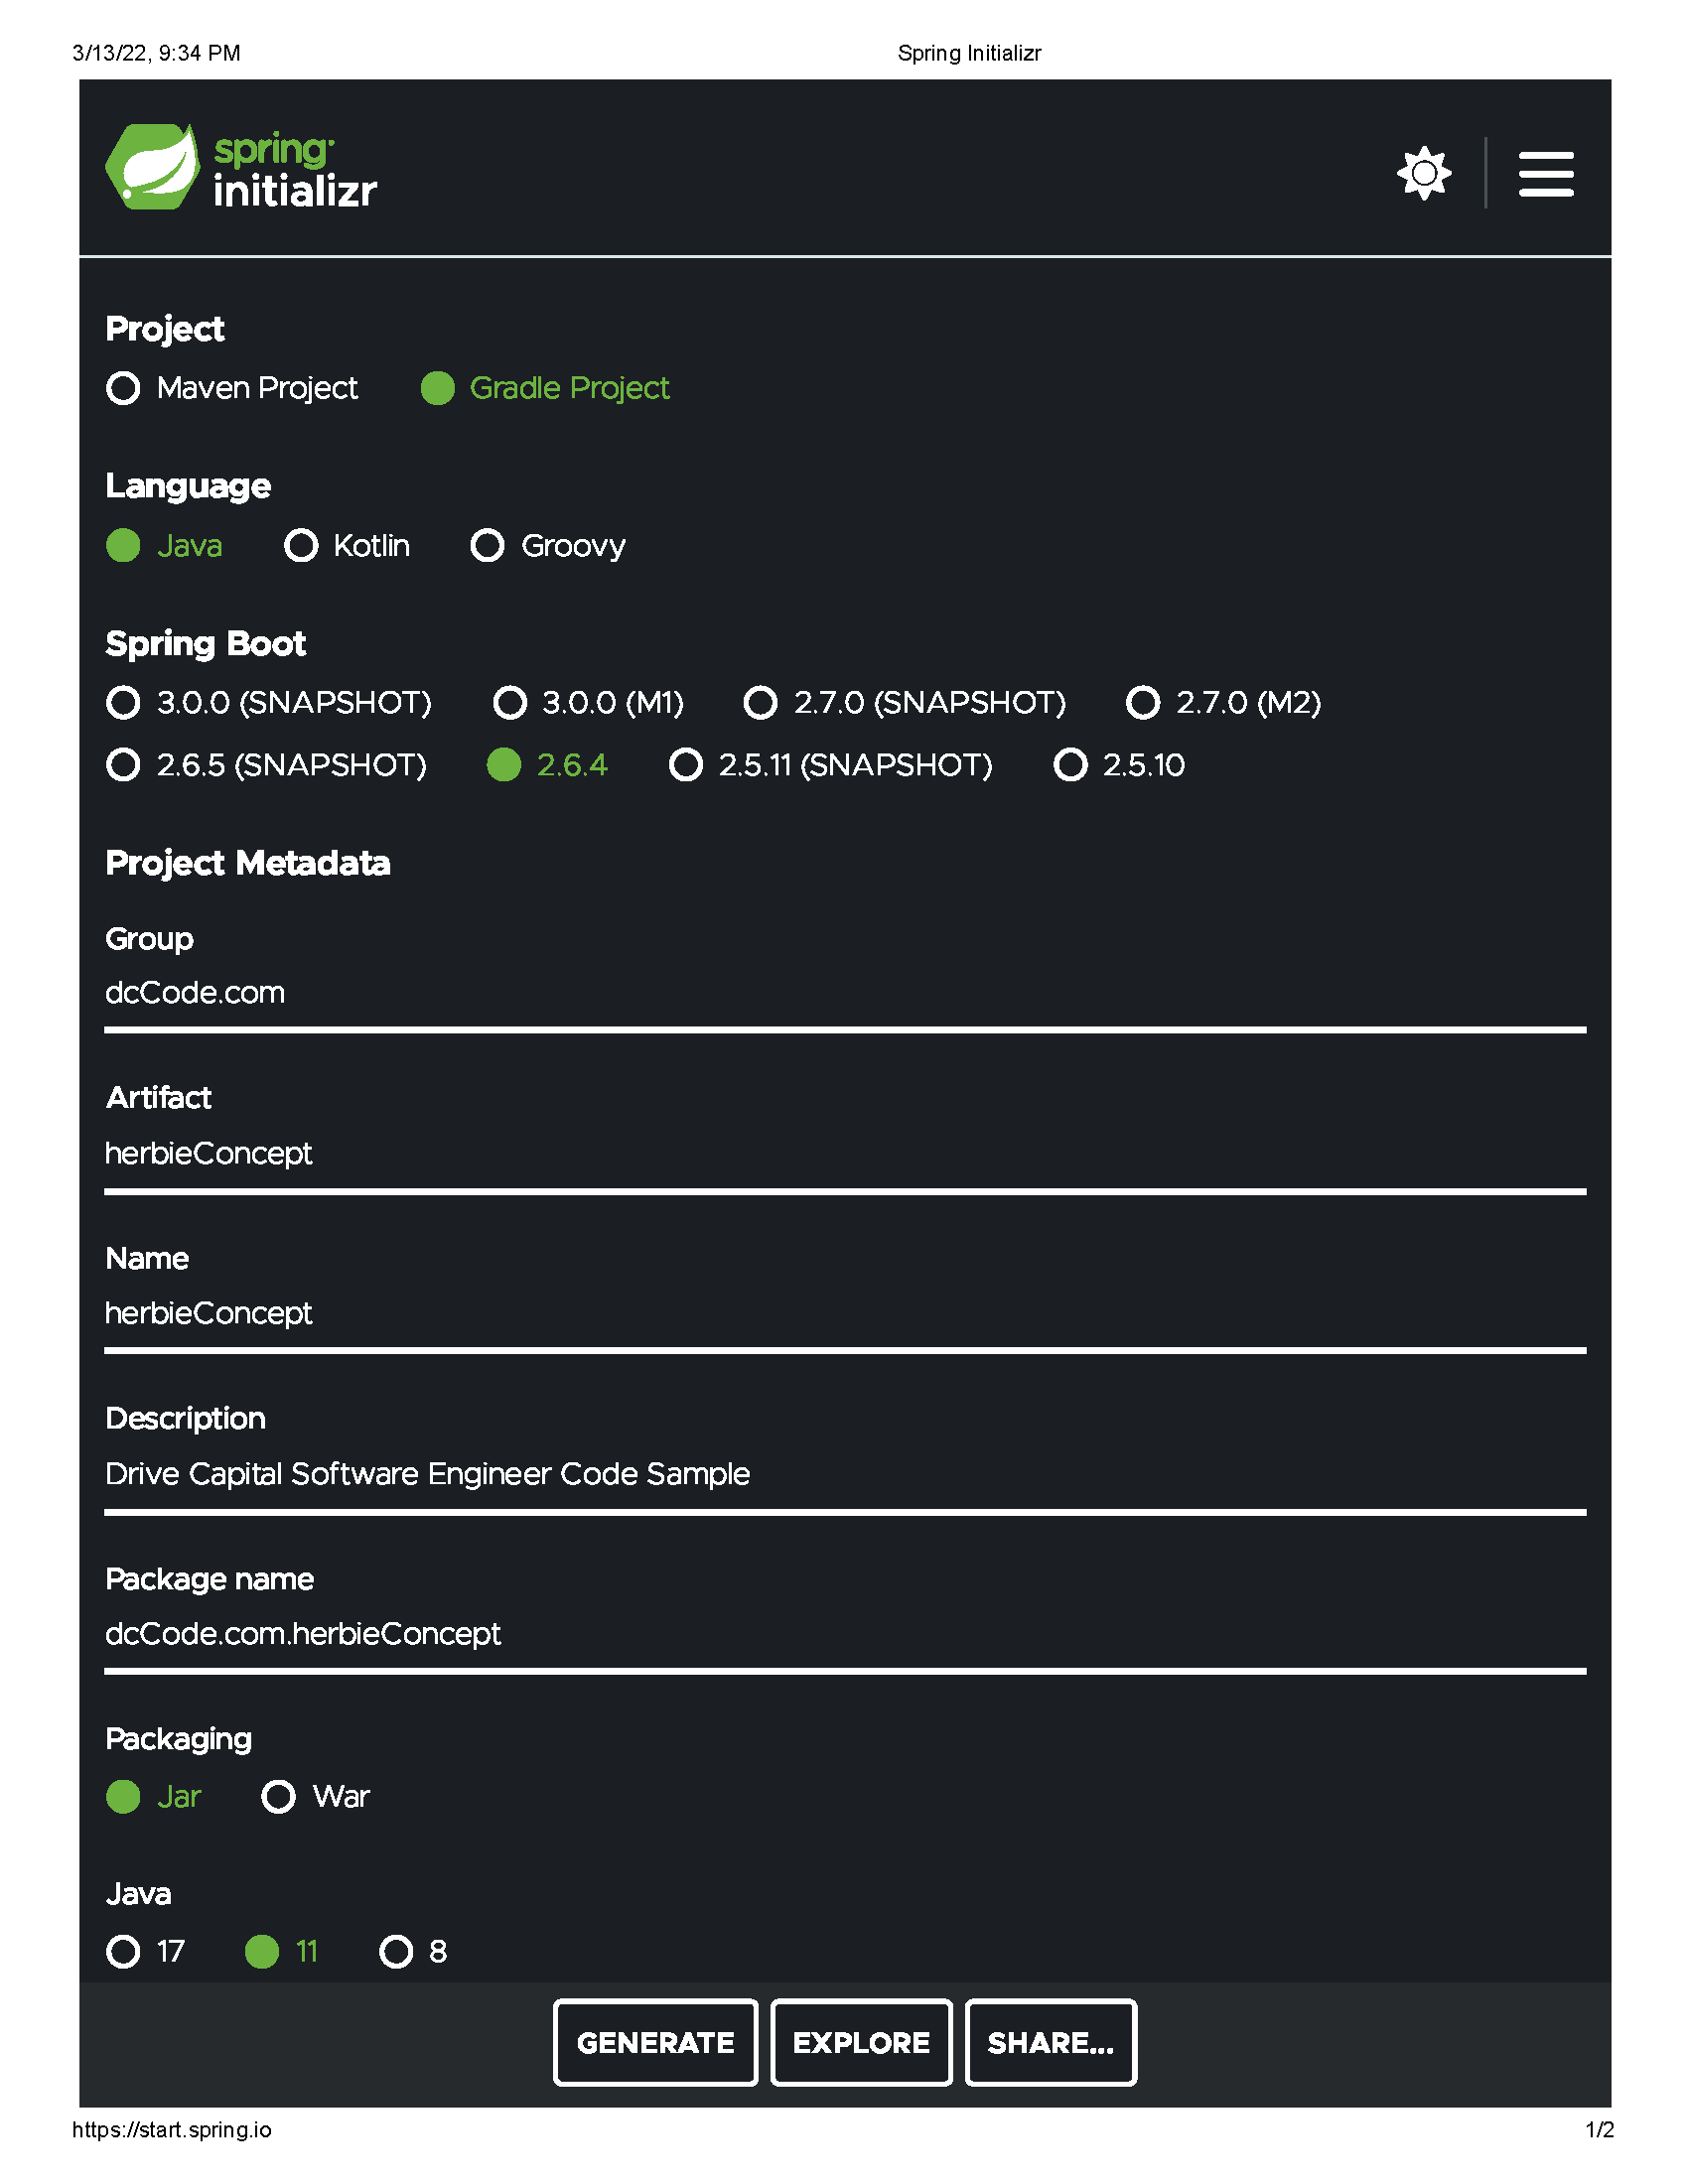 3/13/22, 9:34 PM Spring Initializr
spring
initializr
Project
Maven Project Gradle Project
Language
Java Kotlin Groovy
Spring Boot
3.0.0 (SNAPSHOT) 3.0.0 (M1) 2.7.0 (SNAPSHOT) 2.7.0 (M2)
2.6.5 (SNAPSHOT) 2.6.4 2.5.11 (SNAPSHOT) 2.5.10
Project Metadata
Group
dcCode.com
Artifact
herbieConcept
Name
herbieConcept
Description
Drive Capital Software Engineer Code Sample
Package name
dcCode.com.herbieConcept
Packaging
Jar War
Java
17 11 8
GENERATE EXPLORE SHARE...
https://start.spring.io 1/2